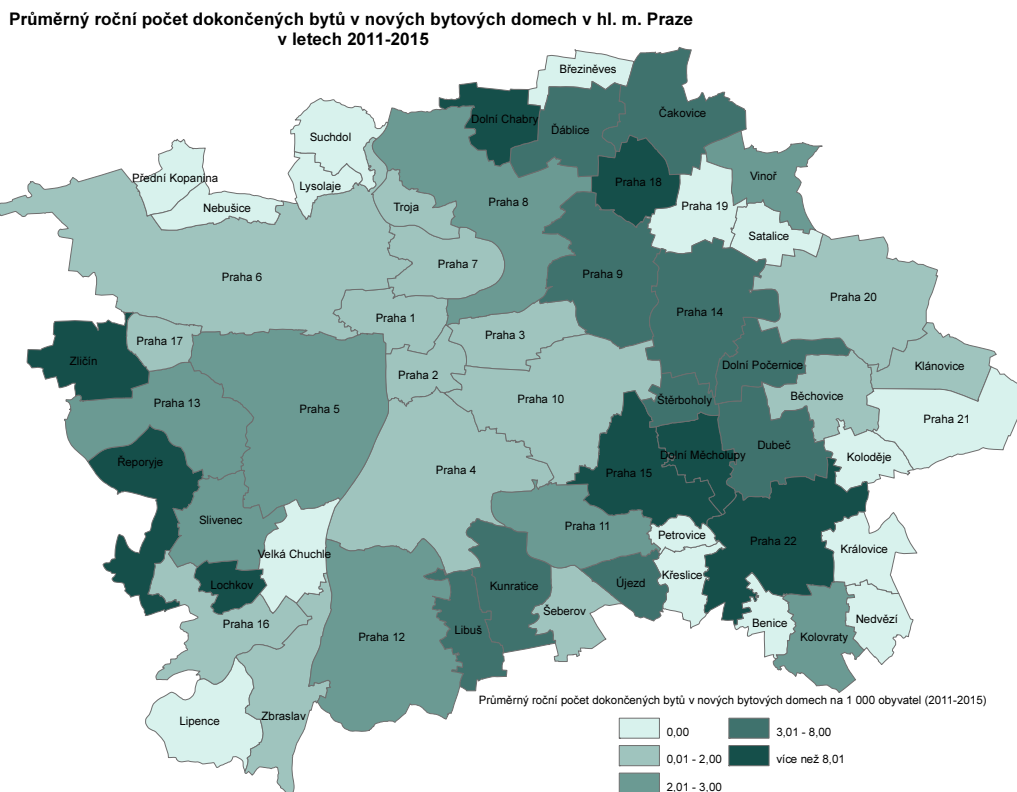 Průměrný roční počet dokončených bytů v nových bytových domech v hl. m. Praze
v letech 2011-2015
Březiněves
Čakovice
Dolní Chabry
Ďáblice
Suchdol
Přední Kopanina
Lysolaje
Nebušice
Troja
Praha 8
Praha 18
Vinoř
Praha 19
Satalice
Praha 7
Praha 6
Praha 9
Praha 20
Praha 1
Praha 14
Praha 3
Praha 17
Zličín
Praha 2
Dolní Počernice
Klánovice
Praha 13
Praha 5
Praha 10
Štěrboholy
Běchovice
Praha 21
Řeporyje
Praha 4
Praha 15
Dolní Měcholupy
Dubeč
Koloděje
Slivenec
Praha 11
Velká Chuchle
Petrovice
Praha 22
Královice
Lochkov
Kunratice
Újezd
Křeslice
Šeberov
Praha 16
Praha 12
Libuš
Benice
Nedvězí
Kolovraty
Lipence
Zbraslav
Průměrný roční počet dokončených bytů v nových bytových domech na 1 000 obyvatel (2011-2015)
0,00
3,01 - 8,00
0,01 - 2,00
více než 8,01
2,01 - 3,00